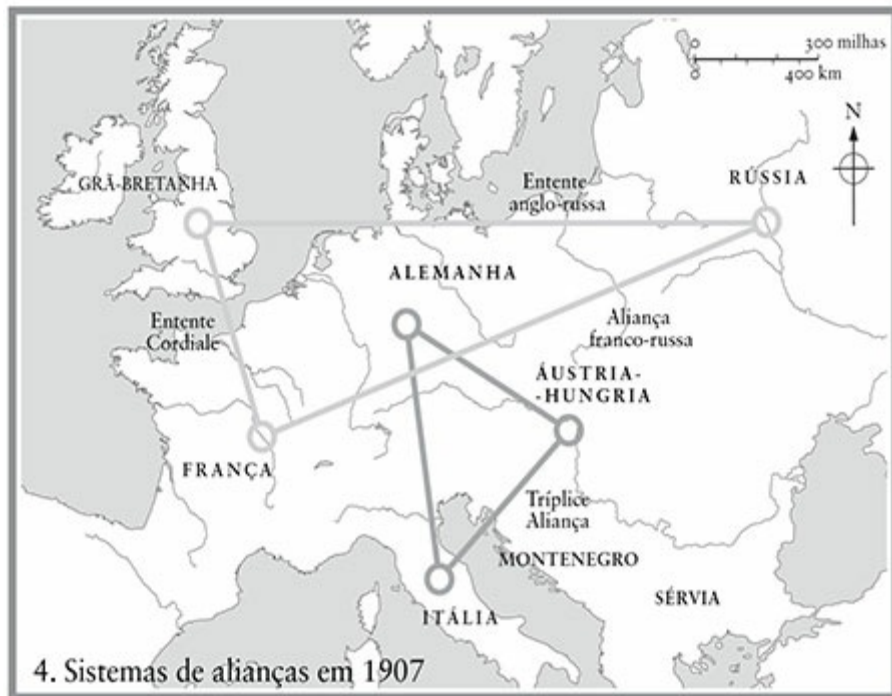 300 milhas
400 km
N
GRÃ-BRETANHA
Entente
anglo-russa
RÚSSIA
ALEMANHA
Entente
Cordiale
Aliança
franco-russa
ÁUSTRIA-
-HUNGRIA
FRANÇA
Tríplice
Aliança
MONTENEGRO
SÉRVIA
ITÁLIA
4. Sistemas de alianças em 1907